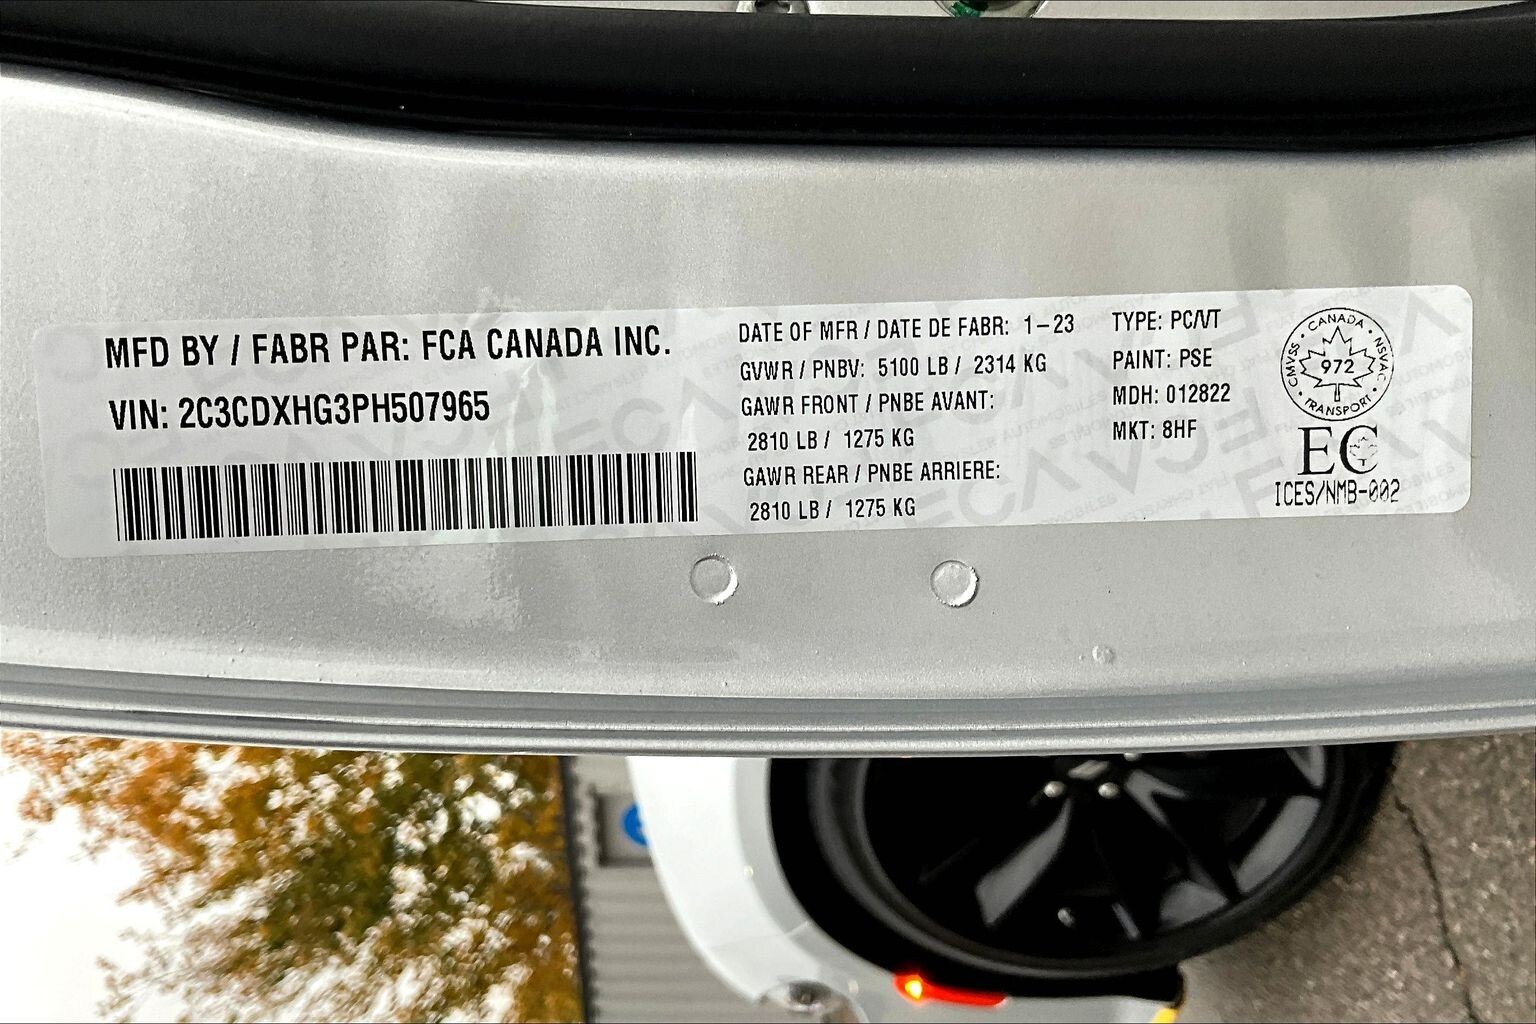 MFD BY / FABR PAR: FCA CANADA INC.
VIN: 2C3CDXHG3PH507965
DATE OF MFR / DATE DE FABR: 1-23
GVWR / PNBV: 5100 LB / 2314 KG
GAWR FRONT / PNBE AVANT:
2810 LB / 1275 KG
GAWR REAR / PNBE ARRIERE:
2810 LB / 1275 KG
TYPE: PC/VT
PAINT: PSE
MDH: 012822
MKT: 8HF
CANADA
CMVSS
NSVAC
972
TRANSPORT
EC
ICES/NMB-002